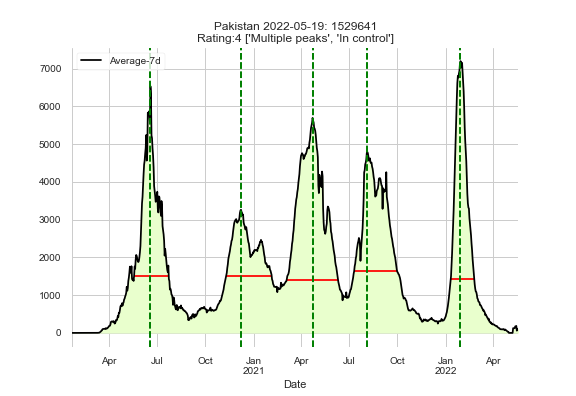 Pakistan 2022-05-19: 1529641
Rating:4 ['Multiple peaks', 'In control']
Average-7d
7000
6000
5000
4000
3000
2000
1000
0
Apr Jul Oct Jan Apr Jul Oct Jan Apr
2021 2022
Date